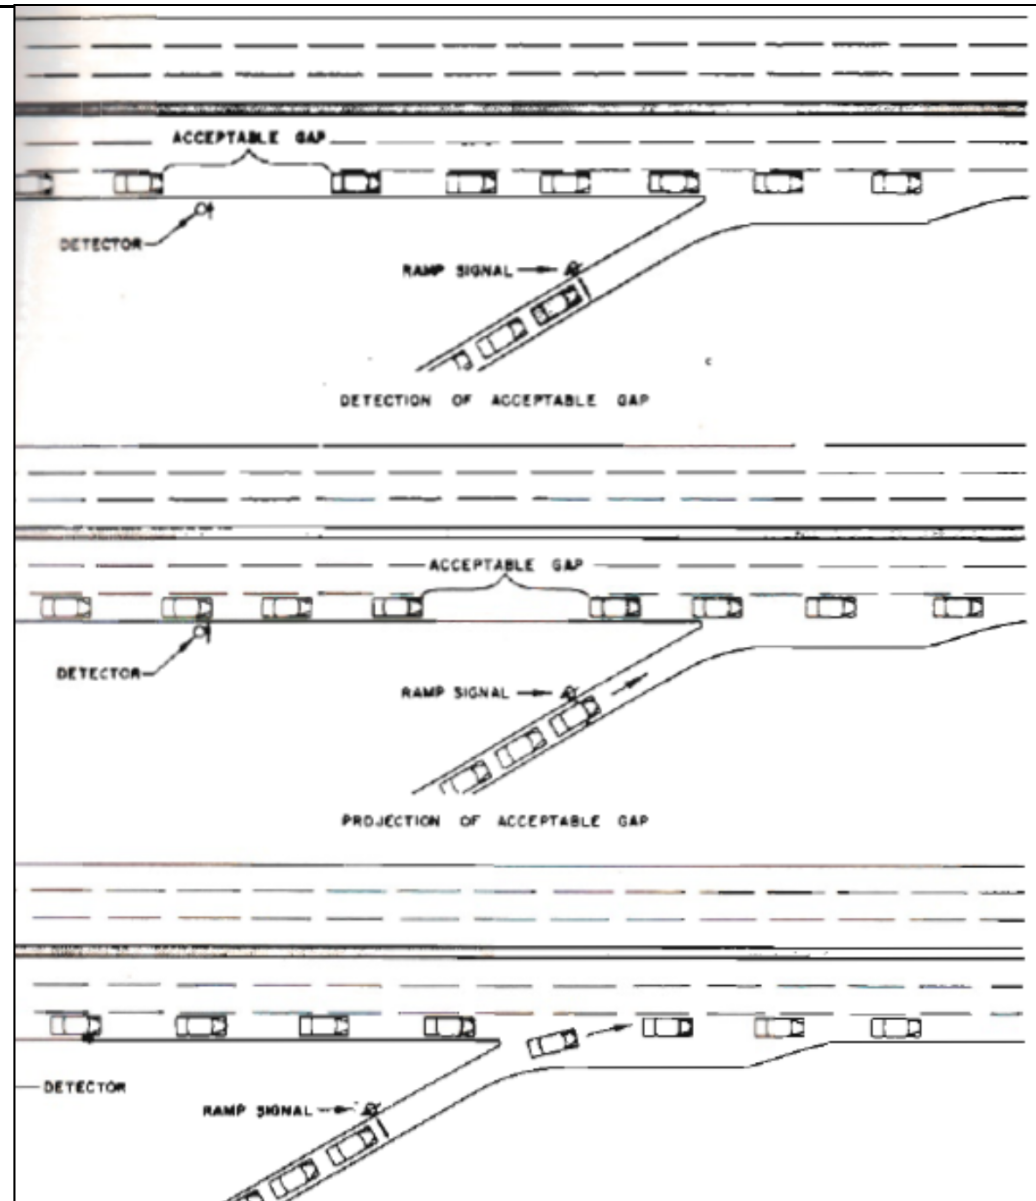 ACCEPTABLE GAP
DETECTOR
RAMP SIGNAL
DETECTION OF ACCEPTABLE GAP
ACCEPTABLE GAP
DETECTOR
RAMP SIGNAL
PROJECTION OF ACCEPTABLE GAP
DETECTOR
RAMP SIGNAL